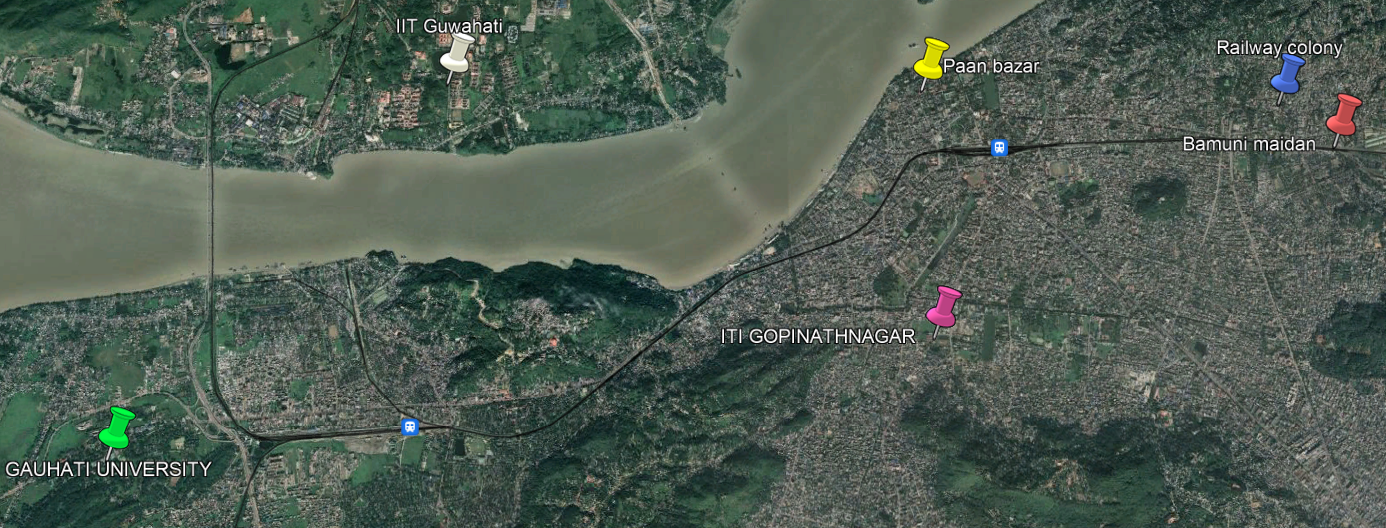 IIT Guwahati
Railway colony
Paan bazar
Bamuni maidan
ITI GOPINATHNAGAR
GAUHATI UNIVERSITY